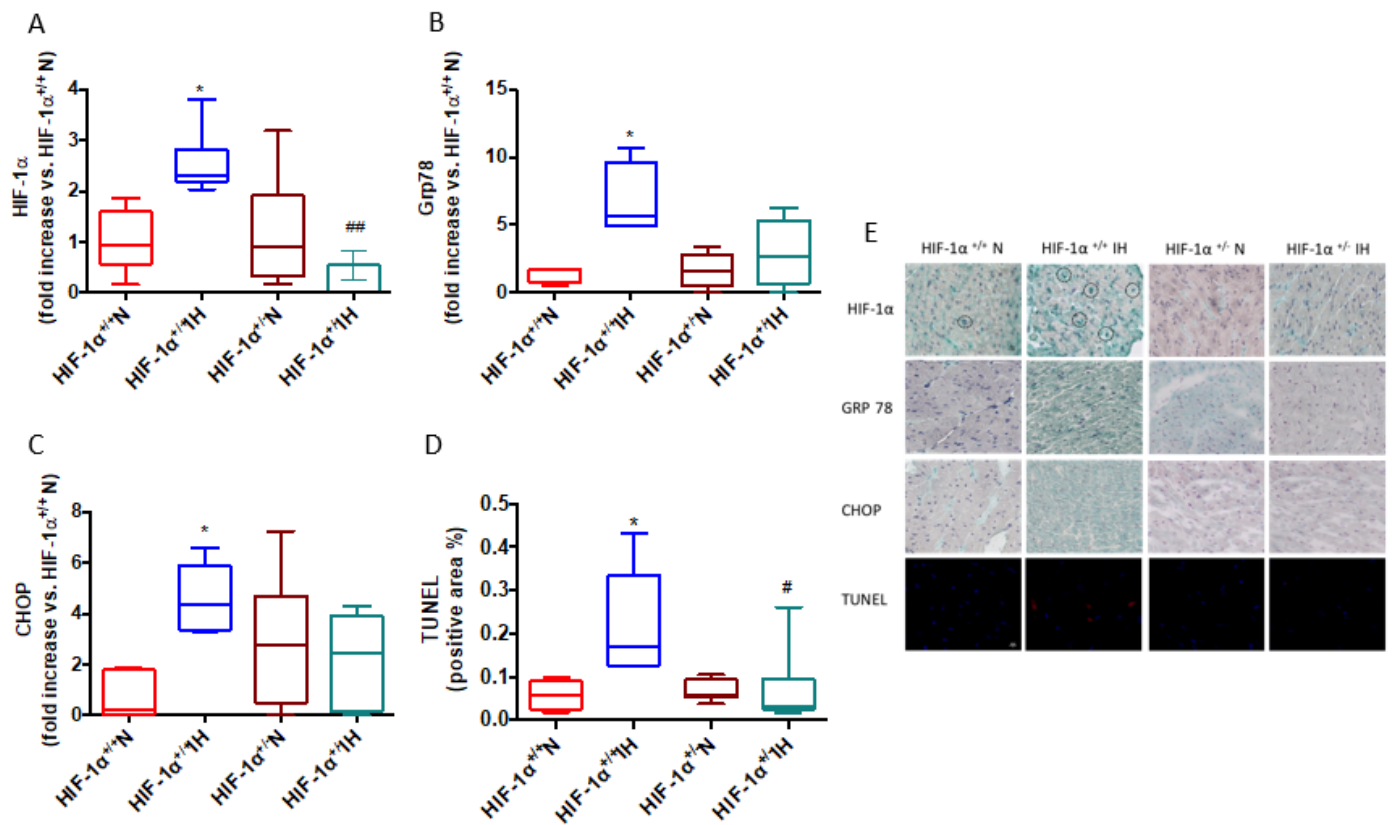 A
HIF-1α
(fold increase vs. HIF-1α+/+ N)
4
3
2
1
0
*
##
HIF-1α+/+N
HIF-1α+/+IH
HIF-1α+/-N
HIF-1α+/-IH
B
Grp78
(fold increase vs. HIF-1α+/+ N)
15
10
5
0
*
HIF-1α+/+N
HIF-1α+/+IH
HIF-1α+/-N
HIF-1α+/-IH
C
CHOP
(fold increase vs. HIF-1α+/+ N)
8
6
4
2
0
*
HIF-1α+/+N
HIF-1α+/+IH
HIF-1α+/-N
HIF-1α+/-IH
D
TUNEL
(positive area %)
0.5
0.4
0.3
0.2
0.1
0.0
*
#
HIF-1α+/+N
HIF-1α+/+IH
HIF-1α+/-N
HIF-1α+/-IH
E
HIF-1α +/+ N HIF-1α +/+ IH HIF-1α +/- N HIF-1α +/- IH
HIF-1α
GRP 78
CHOP
TUNEL